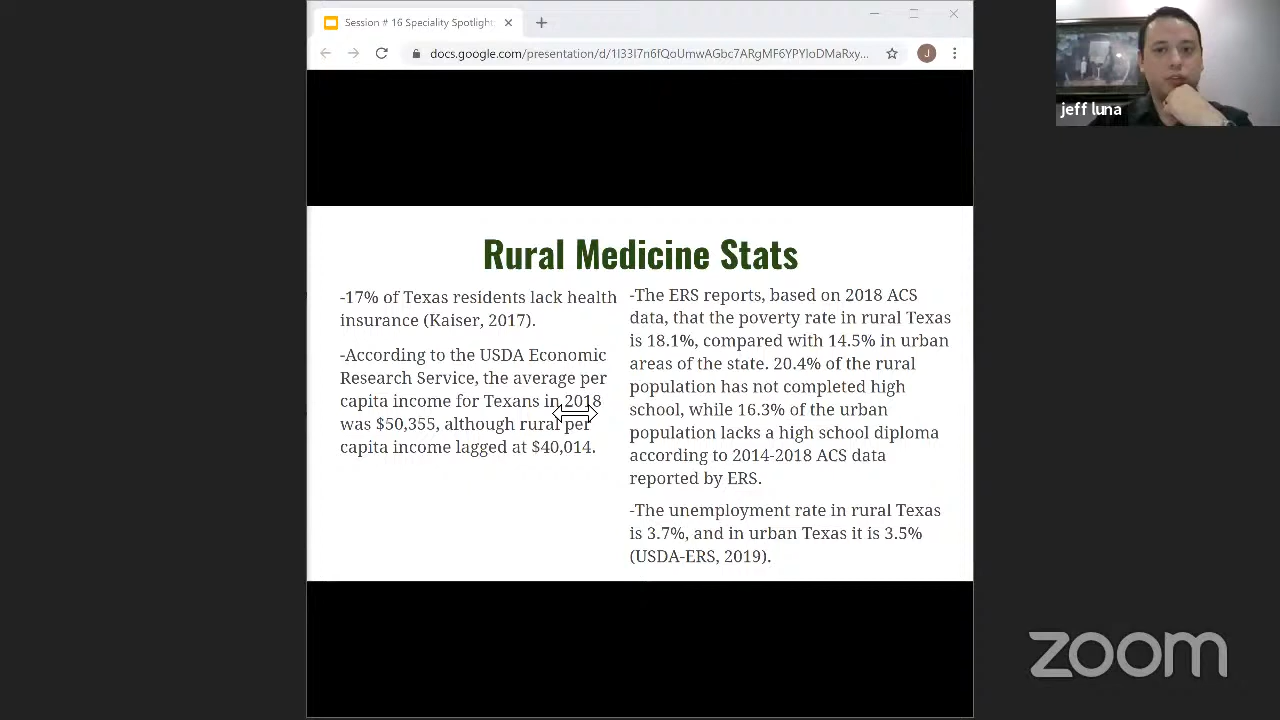 Session # 16 Speciality Spotlight
docs.google.com/presentation/d/1I33I7n6fQoUmwAGbc7ARgMF6YPYIoDMaRxy...
J
jeff luna
Rural Medicine Stats
-17% of Texas residents lack health
insurance (Kaiser, 2017).
-According to the USDA Economic
Research Service, the average per
capita income for Texans in 2018
was $50,355, although rural per
capita income lagged at $40,014.
-The ERS reports, based on 2018 ACS
data, that the poverty rate in rural Texas
is 18.1%, compared with 14.5% in urban
areas of the state. 20.4% of the rural
population has not completed high
school, while 16.3% of the urban
population lacks a high school diploma
according to 2014-2018 ACS data
reported by ERS.
-The unemployment rate in rural Texas
is 3.7%, and in urban Texas it is 3.5%
(USDA-ERS, 2019).
zoom